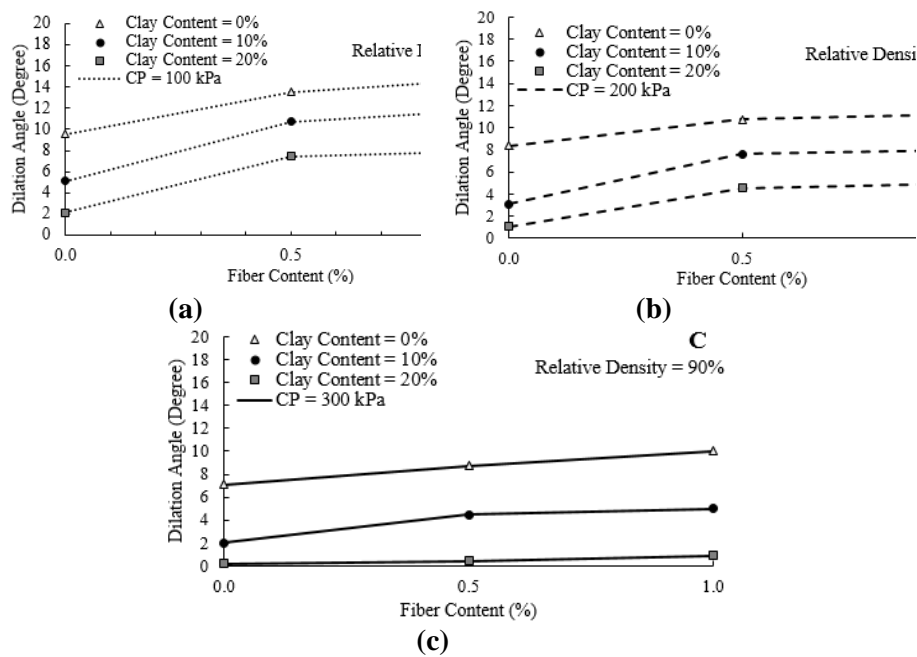 20
18
16
14
12
10
8
6
4
2
0
Dilation Angle (Degree)
Clay Content = 0%
Clay Content = 10%
Clay Content = 20%
CP = 100 kPa
Relative
0.0
0.5
Fiber Content (%)
(a)
20
18
16
14
12
10
8
6
4
2
0
Dilation Angle (Degree)
Clay Content = 0%
Clay Content = 10%
Clay Content = 20%
CP = 200 kPa
Relative Densi
0.0
0.5
Fiber Content (%)
(b)
20
18
16
14
12
10
8
6
4
2
0
Dilation Angle (Degree)
Clay Content = 0%
Clay Content = 10%
Clay Content = 20%
CP = 300 kPa
C
Relative Density = 90%
0.0
0.5
1.0
Fiber Content (%)
(c)